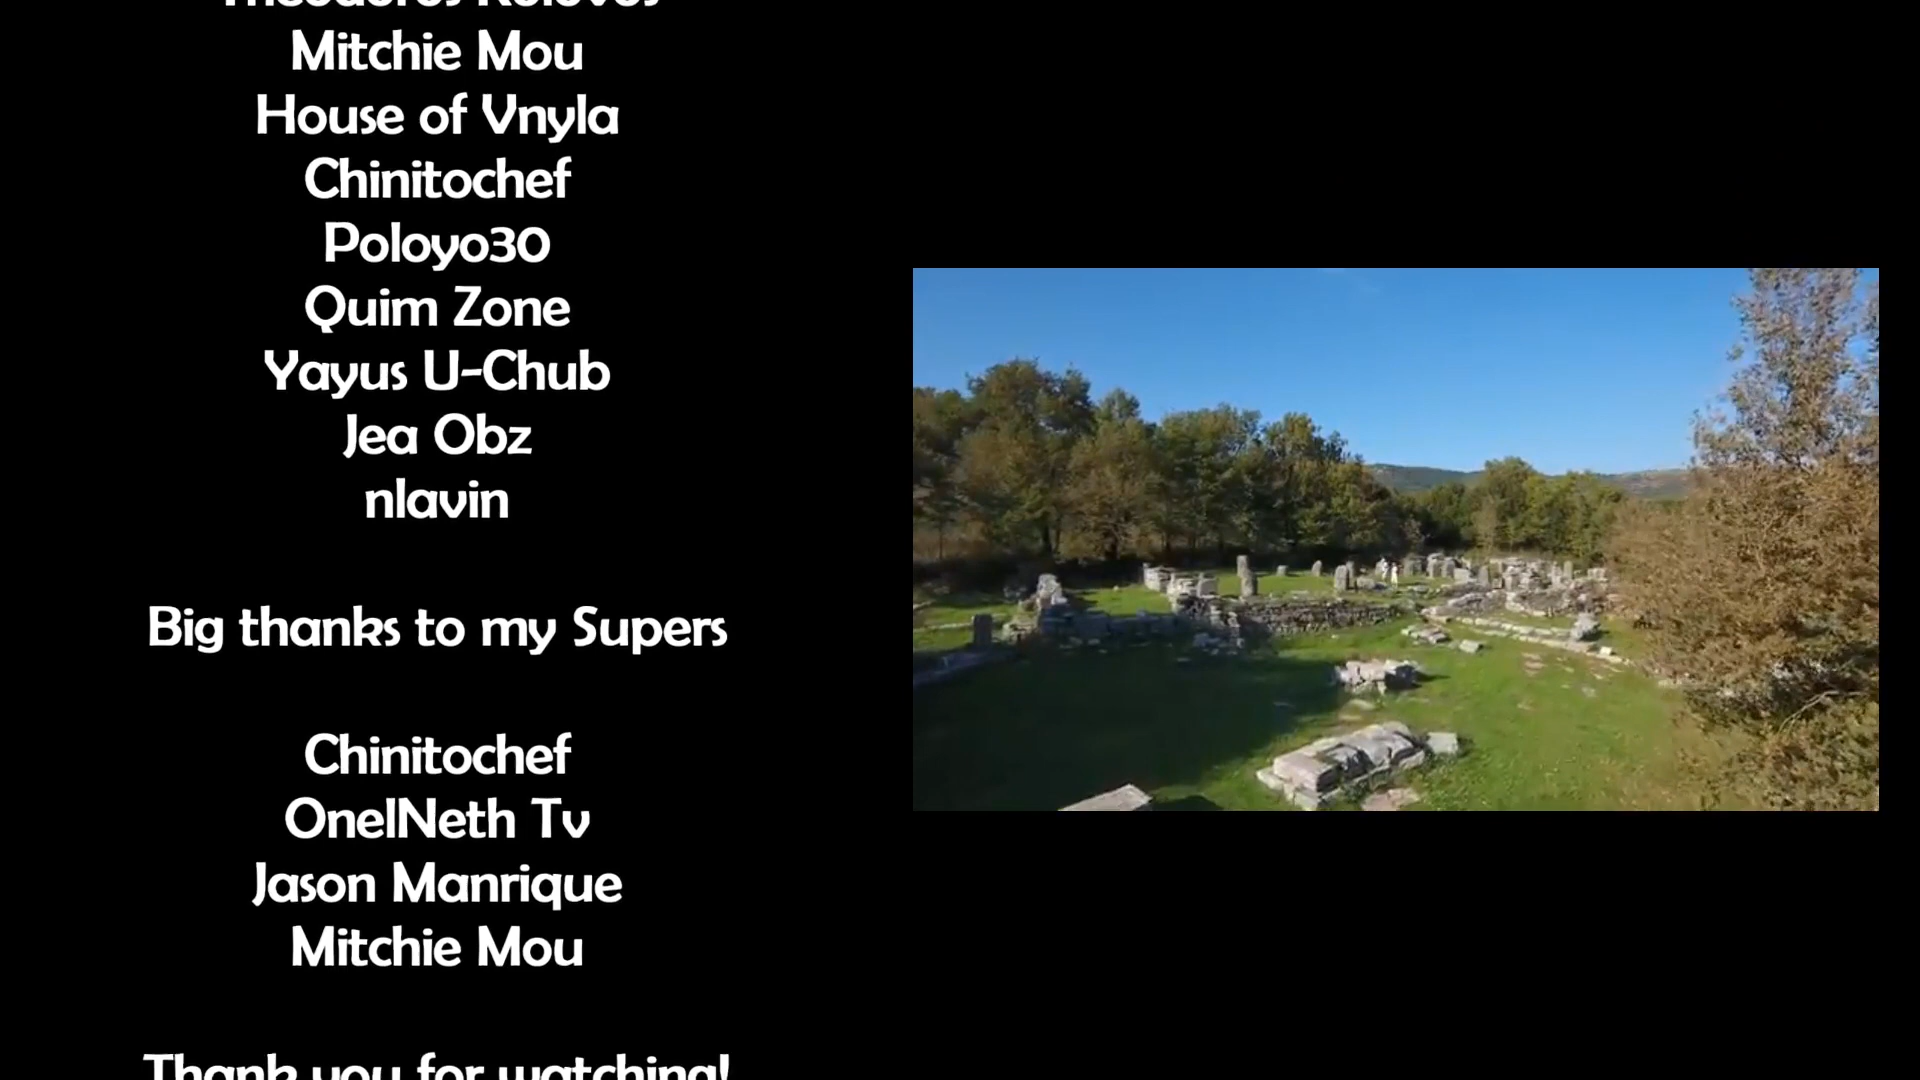 Mitchie Mou
House of Vnyla
Chinitochef
Poloyo30
Quim Zone
Yayus U-Chub
Jea Obz
nlavin
Big thanks to my Supers
Chinitochef
OnelNeth Tv
Jason Manrique
Mitchie Mou
Thank you for watching!